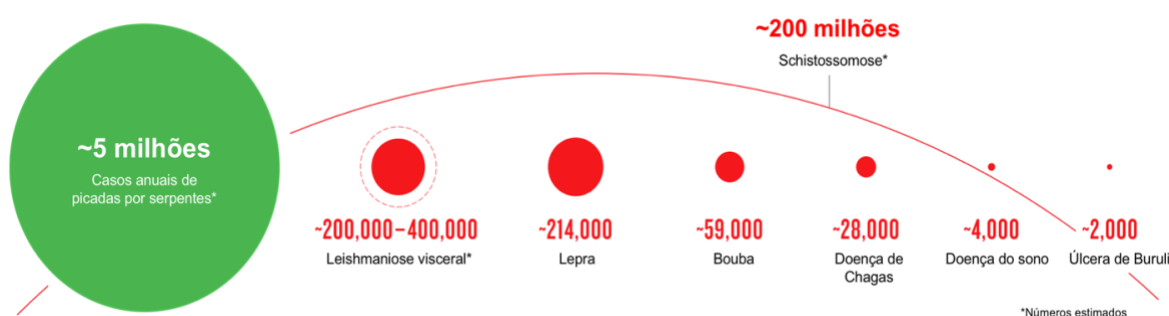 ~200 milhões
Schistossomose*
~5 milhões
Casos anuais de
picadas por serpentes*
~200,000–400,000
Leishmaniose visceral*
~214,000
Lepra
~59,000
Bouba
~28,000
Doença de
Chagas
~4,000
Doença do sono
~2,000
Úlcera de Buruli
*Números estimados